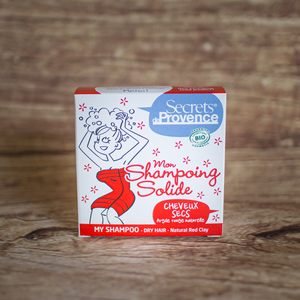 Secrets®
de Provence
BIO
Mon
Shampoing
Solide
CHEVEUX
SECS
Argile rouge naturelle
MY SHAMPOO - DRY HAIR - Natural Red Clay